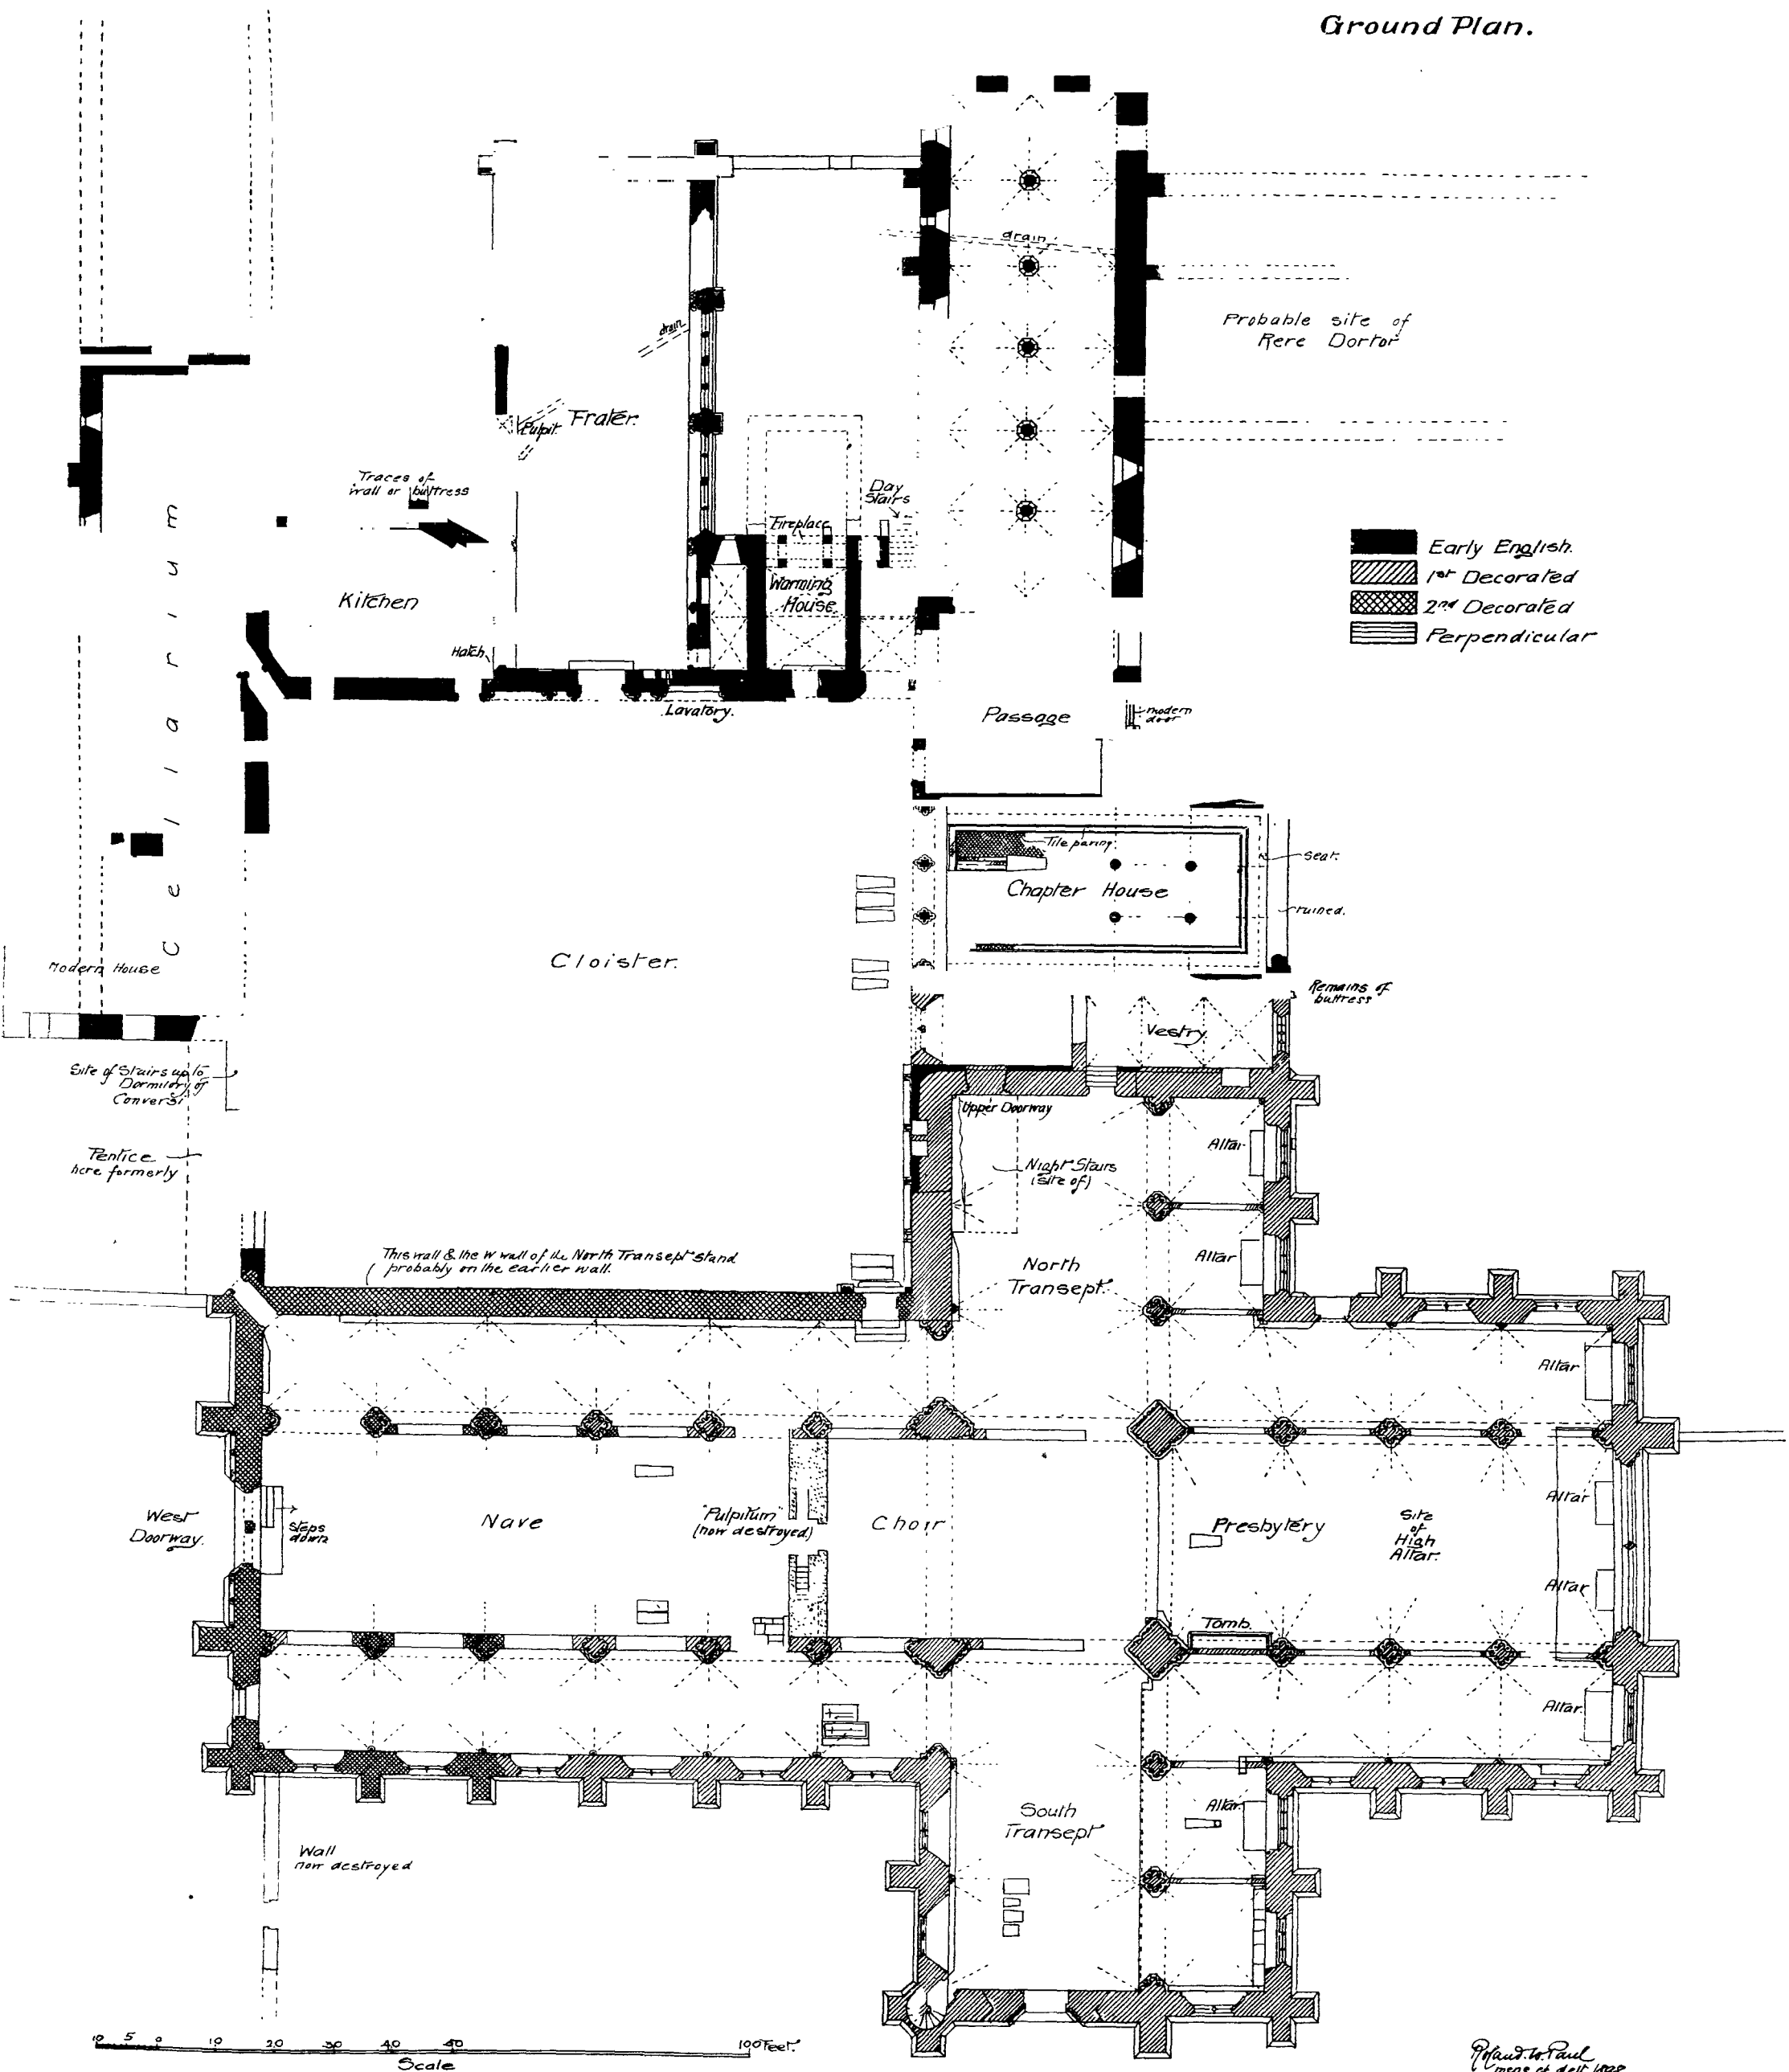 Ground Plan.
drain
Probable site of
Rere Dortor
drain
Frater.
Pulpit.
Traces of
wall or buttress
Day
Stairs
Fireplace
Warming
House
Kitchen
Hatch
Lavatory.
Early English.
1st Decorated
2nd Decorated
Perpendicular
Cellarium
Passage
modern
door
Tile paving
seat.
Chapter House
ruined.
Cloister.
Modern House
Remains of
buttress
Vestry
Site of Stairs up to
Dormitory of
Conversi
Upper Doorway
Altar
Pentice
here formerly
Night Stairs
(site of)
This wall & the W wall of the North Transept stand
probably on the earlier wall.
North
Transept.
Altar
Altar
West
Doorway.
Steps
down
Nave
"Pulpitum"
(now destroyed)
Choir
Presbytery
Site
of
High
Altar.
Altar
Altar
Tomb.
Altar.
South
Transept
Altar.
Wall
now destroyed
10 5 0 10 20 30 40 50 100 Feet.
Scale
Roland W. Paul
mens et delt